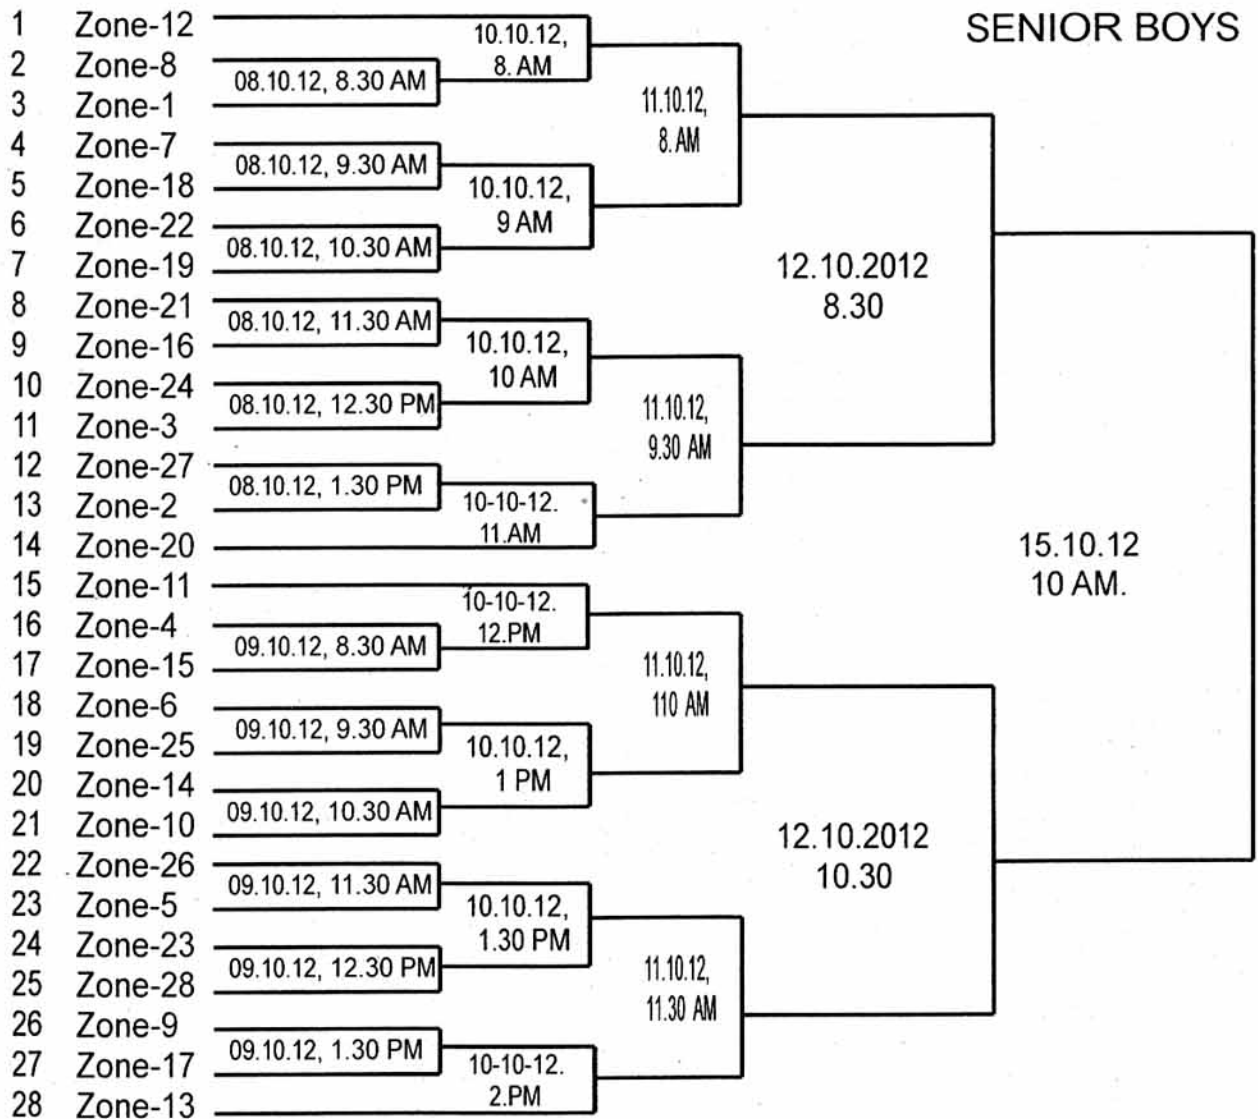 SENIOR BOYS
1 Zone-12
2 Zone-8
3 Zone-1
4 Zone-7
5 Zone-18
6 Zone-22
7 Zone-19
8 Zone-21
9 Zone-16
10 Zone-24
11 Zone-3
12 Zone-27
13 Zone-2
14 Zone-20
15 Zone-11
16 Zone-4
17 Zone-15
18 Zone-6
19 Zone-25
20 Zone-14
21 Zone-10
22 Zone-26
23 Zone-5
24 Zone-23
25 Zone-28
26 Zone-9
27 Zone-17
28 Zone-13
08.10.12, 8.30 AM
08.10.12, 9.30 AM
08.10.12, 10.30 AM
08.10.12, 11.30 AM
08.10.12, 12.30 PM
08.10.12, 1.30 PM
09.10.12, 8.30 AM
09.10.12, 9.30 AM
09.10.12, 10.30 AM
09.10.12, 11.30 AM
09.10.12, 12.30 PM
09.10.12, 1.30 PM
10.10.12,
8. AM
10.10.12,
9 AM
10.10.12,
10 AM
10-10-12.
11.AM
10-10-12.
12.PM
10.10.12,
1 PM
10.10.12,
1.30 PM
10-10-12.
2.PM
11.10.12,
8. AM
11.10.12,
9.30 AM
11.10.12,
110 AM
11.10.12,
11.30 AM
12.10.2012
8.30
12.10.2012
10.30
15.10.12
10 AM.